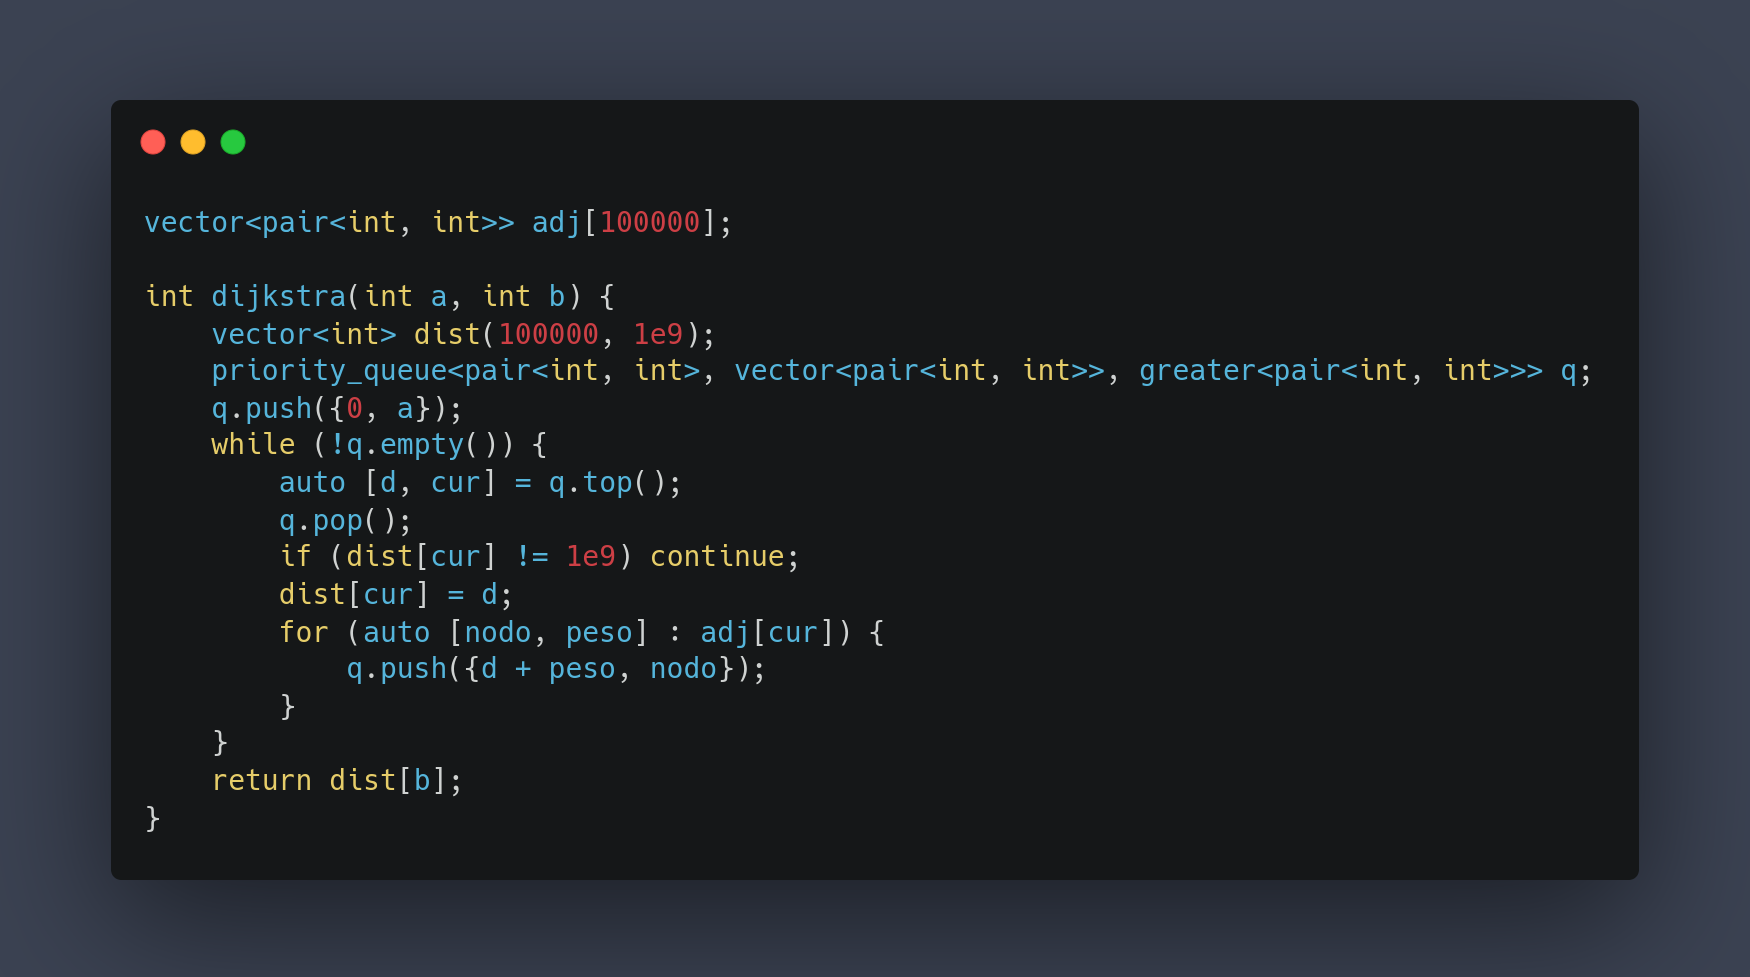 vector<pair<int, int>> adj[100000];

int dijkstra(int a, int b) {
    vector<int> dist(100000, 1e9);
    priority_queue<pair<int, int>, vector<pair<int, int>>, greater<pair<int, int>>> q;
    q.push({0, a});
    while (!q.empty()) {
        auto [d, cur] = q.top();
        q.pop();
        if (dist[cur] != 1e9) continue;
        dist[cur] = d;
        for (auto [nodo, peso] : adj[cur]) {
            q.push({d + peso, nodo});
        }
    }
    return dist[b];
}